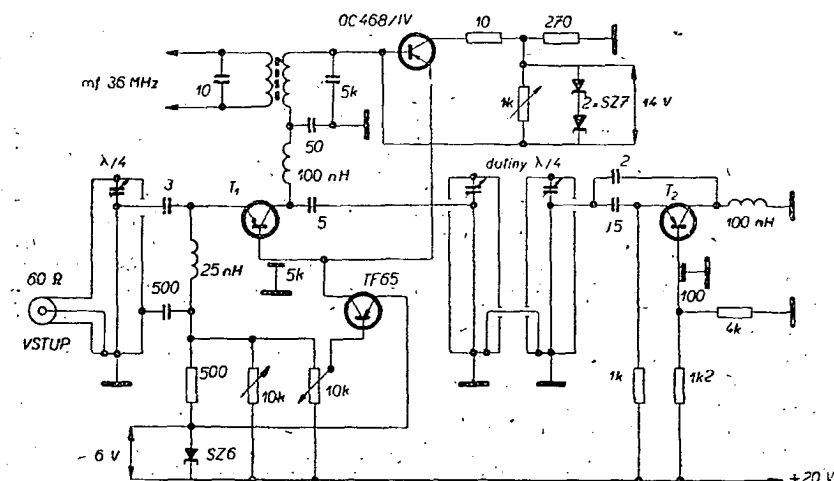 OC468/IV
10
270
mf 36 MHz
10
5k
1k
2×SZ7
14 V
50
100 nH
λ/4
3
T1
5
dutiny λ/4
2
T2
15
100 nH
25 nH
5k
TF65
60 Ω
VSTUP
500
100
4k
500
10k
10k
1k
1k2
6 V
SZ6
+20 V